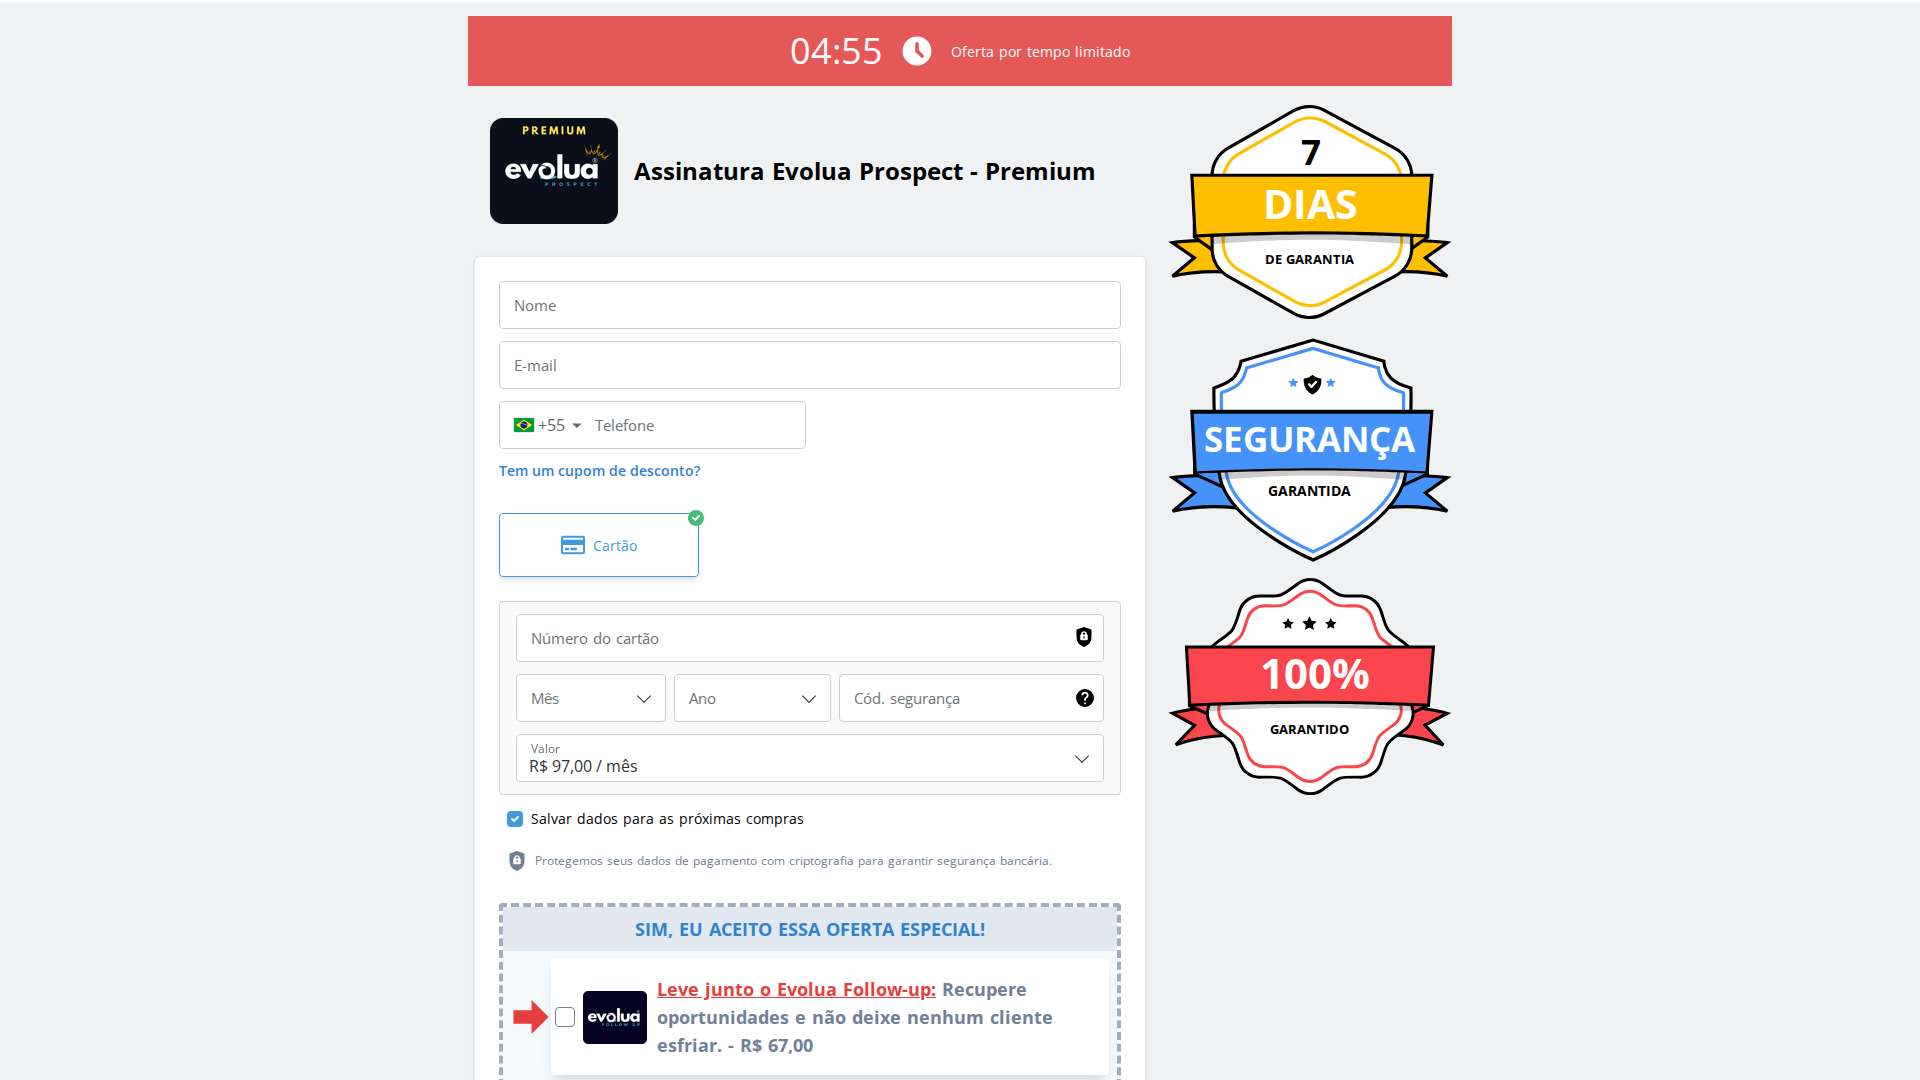 04:55
Oferta por tempo limitado
PREMIUM
evolua®
PROSPECT
Assinatura Evolua Prospect - Premium
7
DIAS
DE GARANTIA
Nome
E-mail
+55
Telefone
Tem um cupom de desconto?
SEGURANÇA
GARANTIDA
Cartão
Número do cartão
Mês
Ano
Cód. segurança
Valor
R$ 97,00 / mês
100%
GARANTIDO
Salvar dados para as próximas compras
Protegemos seus dados de pagamento com criptografia para garantir segurança bancária.
SIM, EU ACEITO ESSA OFERTA ESPECIAL!
evolua
FOLLOW UP
Leve junto o Evolua Follow-up: Recupere
oportunidades e não deixe nenhum cliente
esfriar. - R$ 67,00